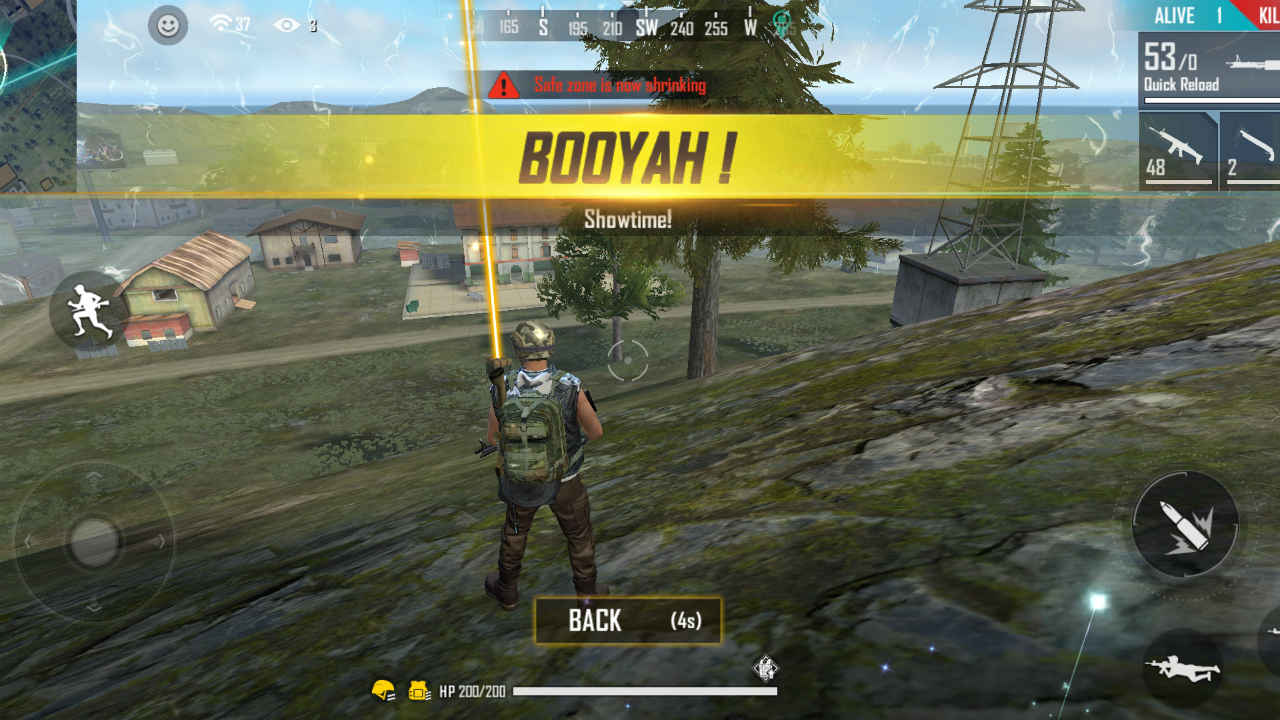 37
3
165 S 195 210 SW 240 255 W
ALIVE 1 KIL
53/0
Quick Reload
Safe zone is now shrinking
BOOYAH !
Showtime!
48
2
BACK (4s)
HP 200/200